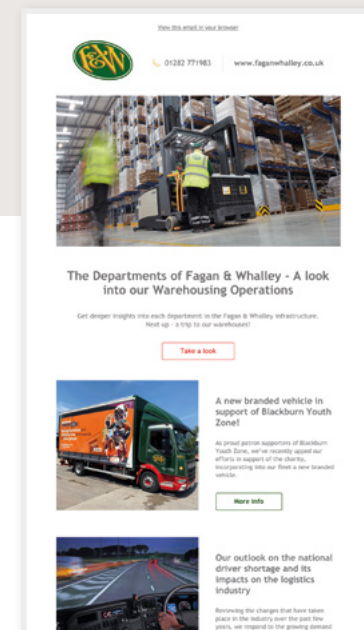 View this email in your browser
F&W
01282 771983
www.faganwhalley.co.uk
The Departments of Fagan & Whalley - A look
into our Warehousing Operations
Get deeper insights into each department in the Fagan & Whalley infrastructure.
Next up - a trip to our warehouses!
Take a look
A new branded vehicle in
support of Blackburn Youth
Zone!
As proud patron supporters of Blackburn
Youth Zone, we've recently upped our
efforts in support of the charity,
incorporating into our fleet a new branded
vehicle.
More info
Our outlook on the national
driver shortage and its
impacts on the logistics
industry
Reviewing the changes that have taken
place in the industry over the past few
years, we respond to the growing demand